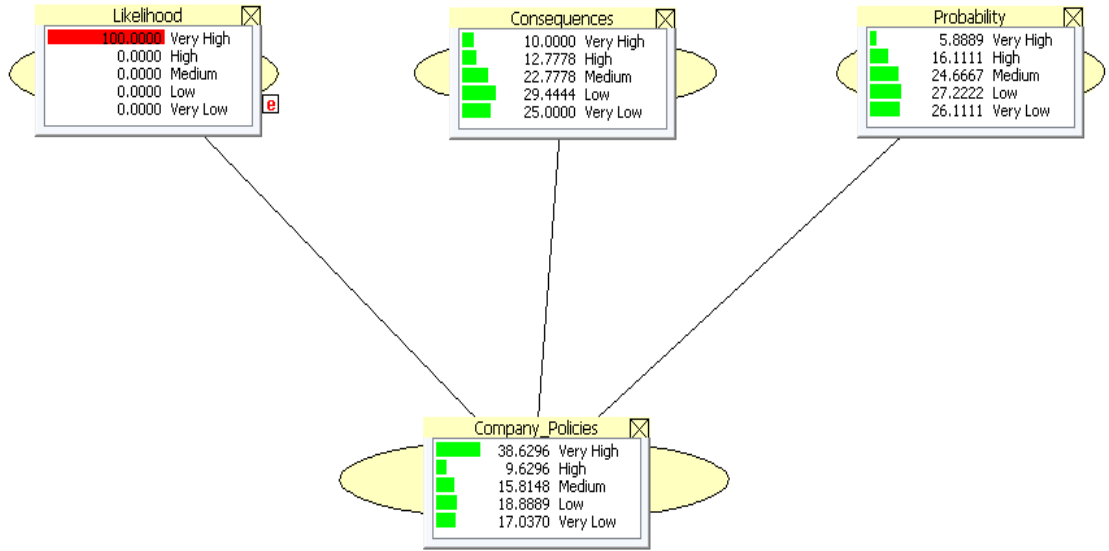 Likelihood
100.0000 Very High
0.0000 High
0.0000 Medium
0.0000 Low
0.0000 Very Low
e
Consequences
10.0000 Very High
12.7778 High
22.7778 Medium
29.4444 Low
25.0000 Very Low
Probability
5.8889 Very High
16.1111 High
24.6667 Medium
27.2222 Low
26.1111 Very Low
Company_Policies
38.6296 Very High
9.6296 High
15.8148 Medium
18.8889 Low
17.0370 Very Low